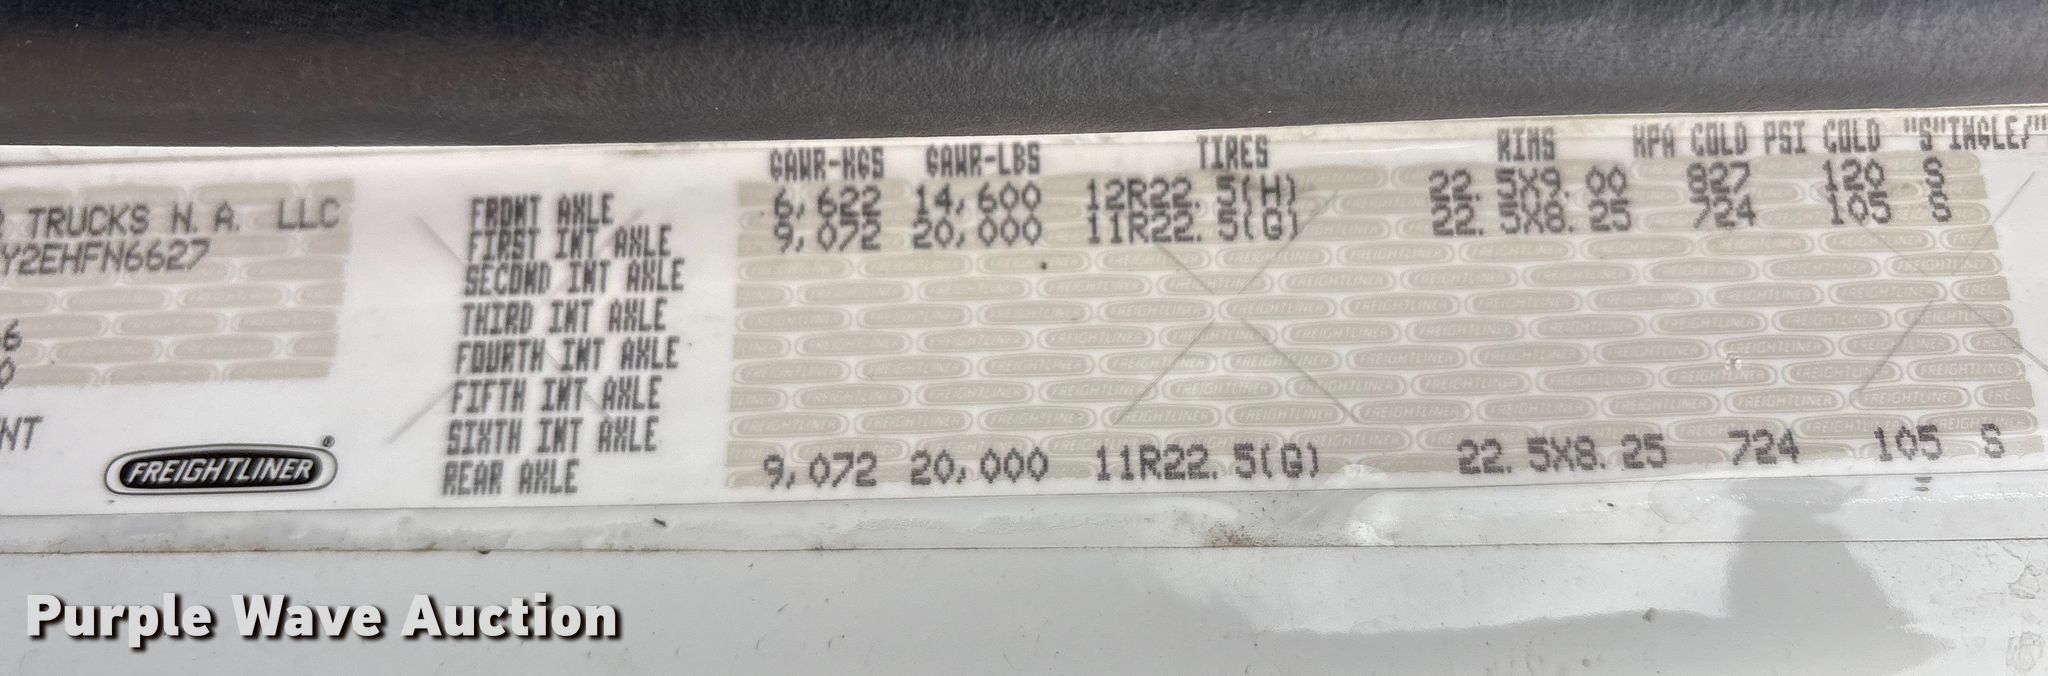 GAWR-KGS GAWR-LBS TIRES RIMS KPA COLD PSI COLD "S"INGLE/"
FRONT AXLE 6,622 14,600 12R22.5(H) 22.5X9.00 827 120 S
TRUCKS N.A. LLC FIRST INT AXLE 9,072 20,000 11R22.5(G) 22.5X8.25 724 105 S
Y2EHFN6627 SECOND INT AXLE
THIRD INT AXLE
6 FOURTH INT AXLE
0 FIFTH INT AXLE
NT SIXTH INT AXLE
FREIGHTLINER® REAR AXLE 9,072 20,000 11R22.5(G) 22.5X8.25 724 105 S
Purple Wave Auction